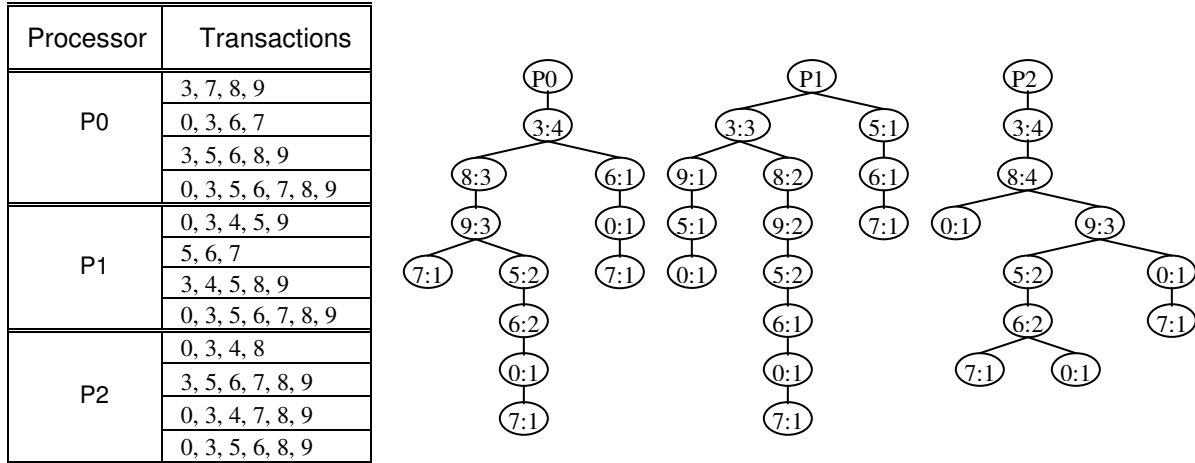 Processor Transactions
P0
3, 7, 8, 9
0, 3, 6, 7
3, 5, 6, 8, 9
0, 3, 5, 6, 7, 8, 9
P1
0, 3, 4, 5, 9
5, 6, 7
3, 4, 5, 8, 9
0, 3, 5, 6, 7, 8, 9
P2
0, 3, 4, 8
3, 5, 6, 7, 8, 9
0, 3, 4, 7, 8, 9
0, 3, 5, 6, 8, 9
P0
3:4
8:3 6:1
9:3 0:1
7:1 5:2 7:1
6:2
0:1
7:1
P1
3:3 5:1
9:1 8:2 6:1
5:1 9:2 7:1
0:1 5:2
6:1
0:1
7:1
P2
3:4
8:4
0:1 9:3
5:2 0:1
6:2 7:1
7:1 0:1